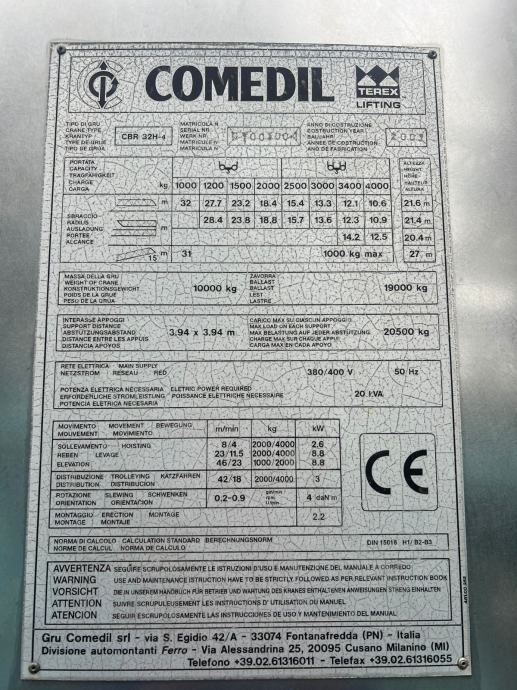 COMEDIL
TEREX
LIFTING
TIPO DI GRU
CRANE TYPE
KRANTYP
TYPE DE GRUE
TIPO DE GRUA
CBR 32H-4
MATRICOLA N
SERIAL NR.
WERK NR.
MATRICULE N
MATRICULA N
ANNO DI COSTRUZIONE
COSTRUCTION YEAR
BAUJAHR
ANNEE DE COSTRUCTION
ANO DE FABRICATION
PORTATA
CAPACITY
TRAGFÄHIGKEIT
CHARGE
CARGA
kg 1000 1200 1500 2000 2500 3000 3400 4000
ALTEZZA
HEIGHT
HÖHE
HAUTEUR
ALTURA
SBRACCIO
RADIUS
AUSLADUNG
PORTEE
ALCANCE
m 32 27.7 23.2 18.4 15.4 13.3 12.1 10.6 21,6 m
m 28.4 23.8 18.8 15.7 13.6 12.3 10.9 21,4 m
14.2 12.5 20.4 m
15 m 31 1000 kg max 27 m
MASSA DELLA GRU
WEIGHT OF CRANE
KONSTRUKTIONSGEWICHT
POIDS DE LA GRUE
PESO DE LA GRUA
10000 kg
ZAVORRA
BALLAST
BALLAST
LEST
LASTRE
19000 kg
INTERASSE APPOGGI
SUPPORT DISTANCE
ABSTÜTZUNGSABSTAND
DISTANCE ENTRE LES APPUIS
DISTANCIA APOYOS
3.94 x 3.94 m
CARICO MAX SU CIASCUN APPOGGIO
MAX LOAD ON EACH SUPPORT
MAX BELASTUNG AUF JEDER ABSTÜTZUNG
CHARGE MAX SUR CHAQUE APPUI
CARGA MAX EN CADA APOYO
20500 kg
RETE ELETTRICA MAIN SUPPLY
NETZSTROM RESEAU RED
380/400 V 50 Hz
POTENZA ELETTRICA NECESSARIA ELETRIC POWER REQUIRED
ERFORDERLICHE STROMLEISTUNG POISSANCE ELETTRICHE NECESSAIRE
POTENCIA ELETRICA NECESARIA
20 kVA
MOVIMENTO MOVEMENT BEWEGUNG
MOUVEMENT MOVIMIENTO
m/min kg kW
SOLLEVAMENTO HOISTING
HEBEN LEVAGE
ELEVATION
8/4 2000/4000 2,6
23/11.5 2000/4000 8.8
46/23 1000/2000 8.8
DISTRIBUZIONE TROLLEYING KATZFAHREN
DISTRIBUTION DISTRIBUCION
42/18 2000/4000 3
ROTAZIONE SLEWING SCHWENKEN
ORIENTATION ORIENTACION
0.2-0.9
giri/min
rpm
U/min
4 daN m
MONTAGGIO ERECTION MONTAGE
MONTAGE MONTAJE
2.2
CE
NORMA DI CALCOLO CALCULATION STANDARD BERECHNUNGSNORM
NORME DE CALCUL NORMA DE CALCULO
DIN 15018 H1/ B2-B3
AVVERTENZA SEGUIRE SCRUPOLOSAMENTE LE ISTRUZIONI D'USO E MANUTENZIONE DEL MANUALE A CORREDO
WARNING USE AND MAINTENANCE ISTRUCTION HAVE TO BE STRICTLY FOLLOWED AS PER RELEVANT INSTRUCTION BOOK
VORSICHT DIE IN UNSEREM HANDBUCH FÜR BETRIEB UND WARTUNG DES KRANES ENTHALTENEN ANWEISUNGEN STRENG EINHALTEN
ATTENTION SUIVRE SCRUPULEUSEMENT LES INSTRUCTIONS D'UTILISATION DU MANUEL
ATENCION SEGUIR ESCRUPOLOSAMENTE LAS INSTRUCCIONES DE USO Y MANTENIMIENTO DEL MANUAL
Gru Comedil srl - via S. Egidio 42/A - 33074 Fontanafredda (PN) - Italia
Divisione automontanti Ferro - Via Alessandrina 25, 20095 Cusano Milanino (MI)
Telefono +39.02.61316011 - Telefax +39.02.61316055